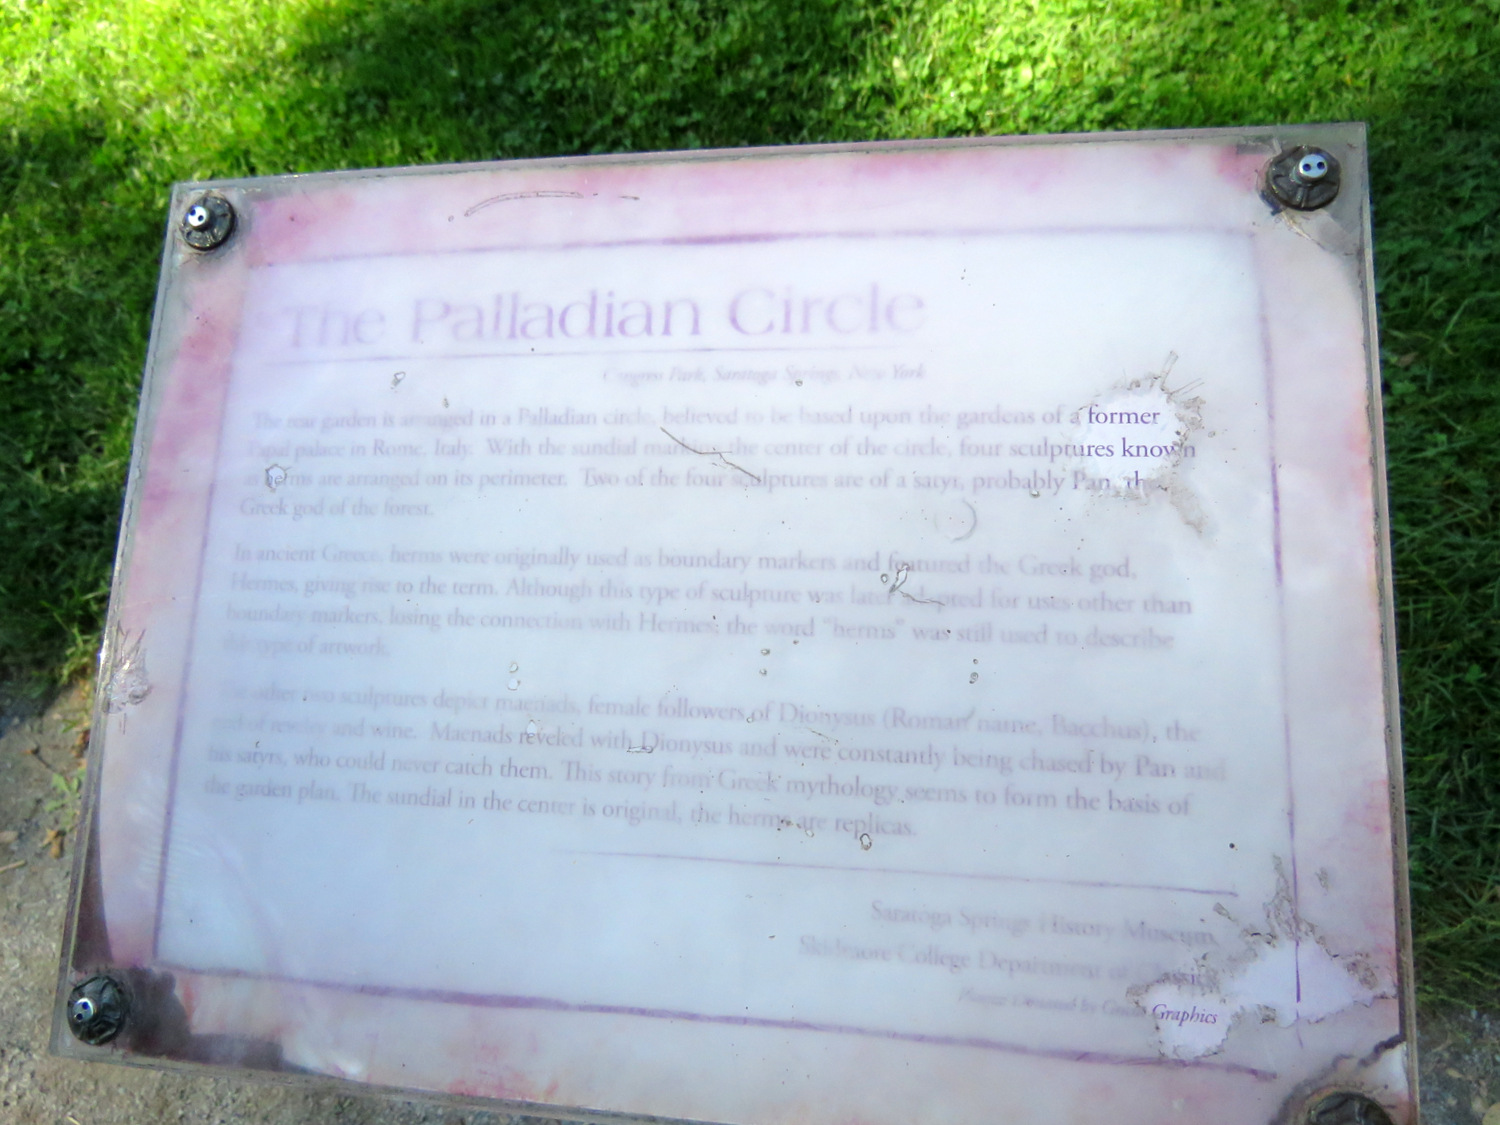 The Palladian Circle
Congress Park, Saratoga Springs, New York
The rear garden is arranged in a Palladian circle, believed to be based upon the gardens of a former
Papal palace in Rome, Italy. With the sundial marking the center of the circle, four sculptures known
as herms are arranged on its perimeter. Two of the four sculptures are of a satyr, probably Pan, the
Greek god of the forest.
In ancient Greece, herms were originally used as boundary markers and featured the Greek god,
Hermes, giving rise to the term. Although this type of sculpture was later adopted for uses other than
boundary markers, losing the connection with Hermes; the word "herms" was still used to describe
this type of artwork.
The other two sculptures depict maenads, female followers of Dionysus (Roman name, Bacchus), the
god of revelry and wine. Maenads reveled with Dionysus and were constantly being chased by Pan and
his satyrs, who could never catch them. This story from Greek mythology seems to form the basis of
the garden plan. The sundial in the center is original, the herms are replicas.
Saratoga Springs History Museum,
Skidmore College Department of Classics
Graphics